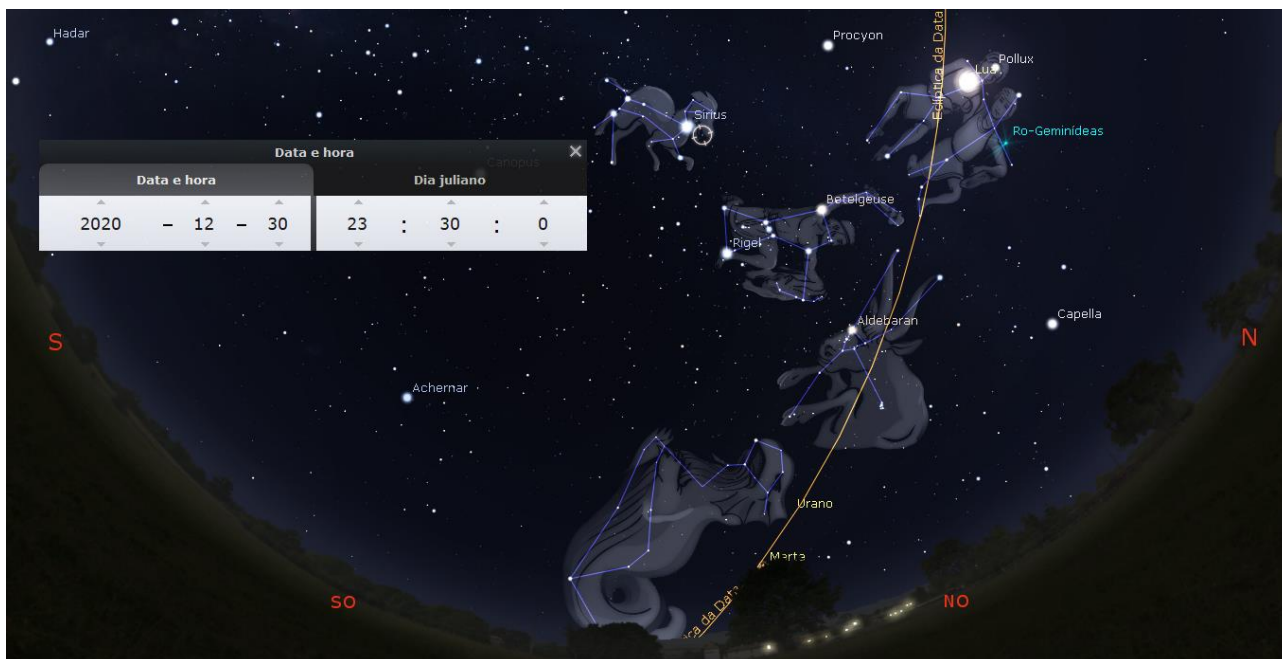 Hadar
Procyon
Pollux
Lua
Eclíptica da Data
Sirius
Ro-Geminídeas
Data e hora
Canopus
Data e hora
Dia juliano
2020 – 12 – 30
23 : 30 : 0
Betelgeuse
Rigel
Capella
Aldebaran
S
N
Achernar
Urano
Marte
Eclíptica da Data
SO
NO